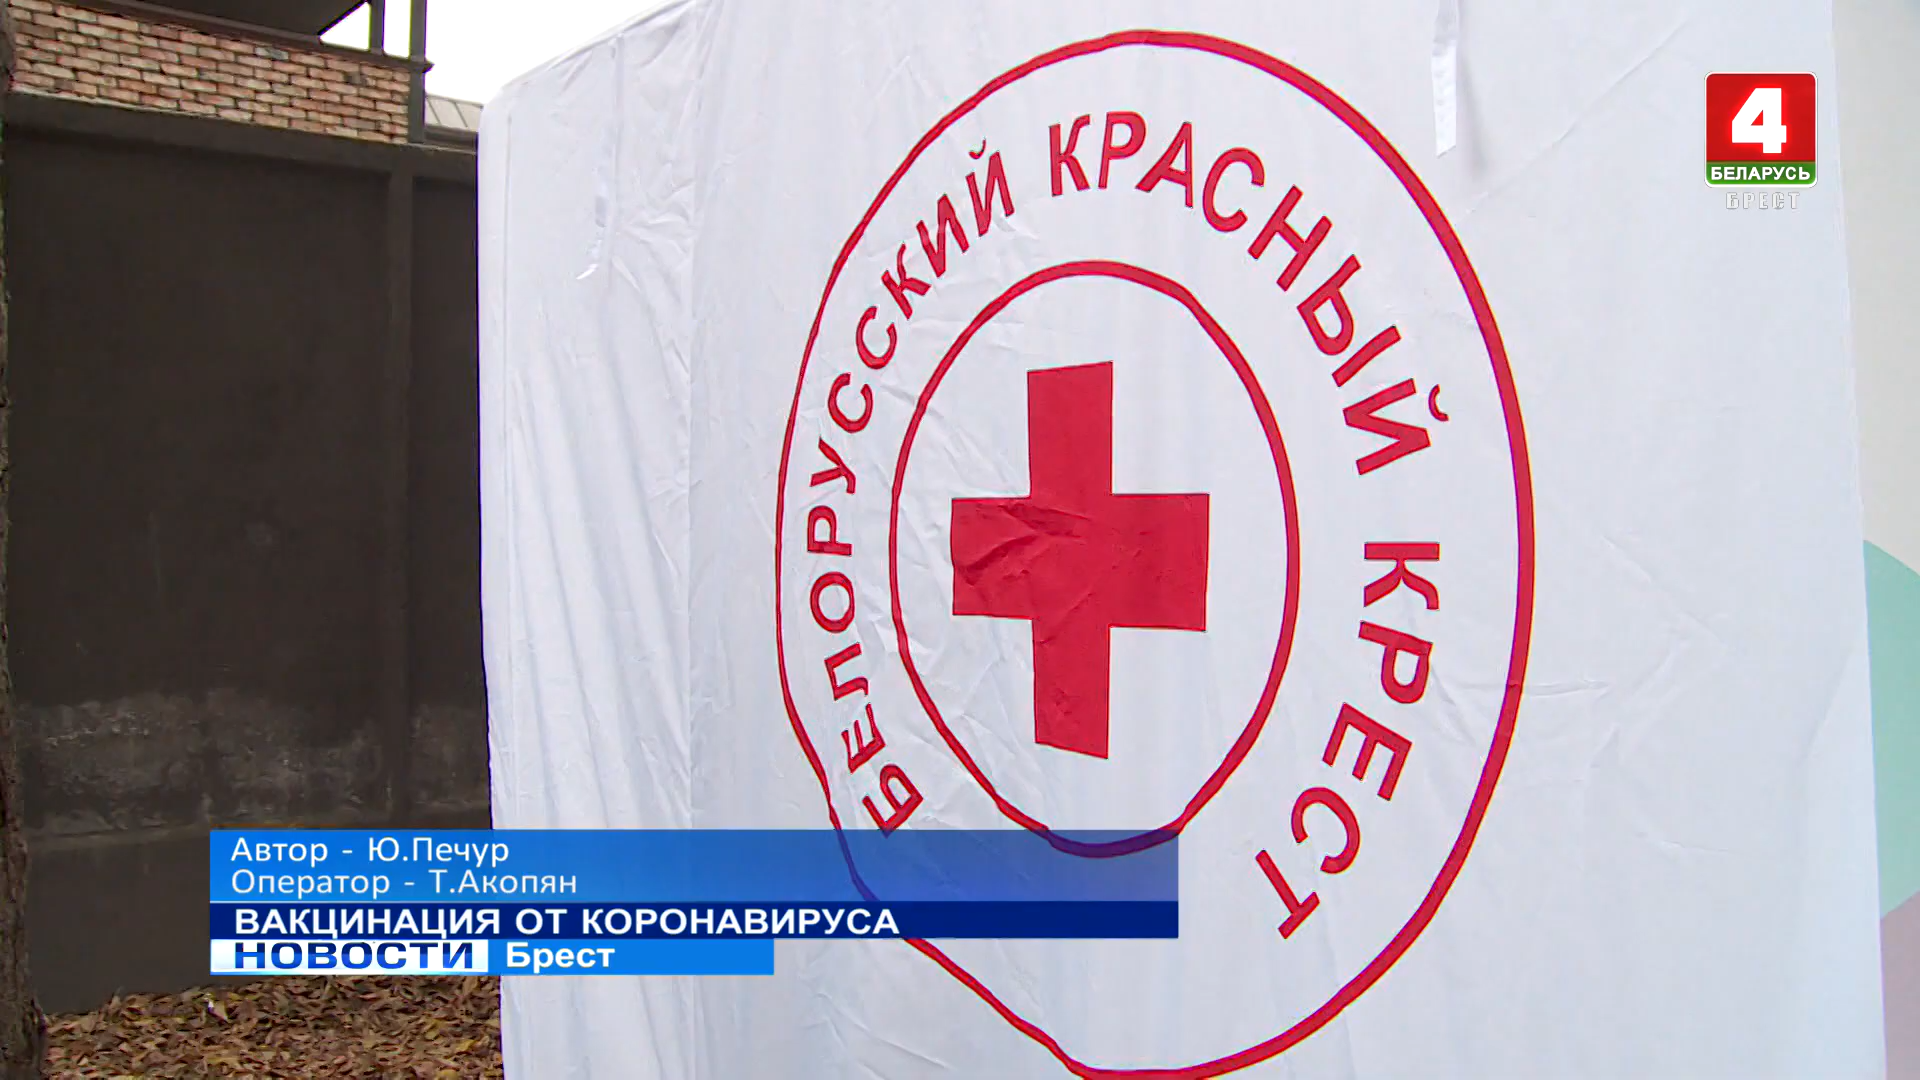 4
БЕЛАРУСЬ
БРЕСТ
БЕЛОРУССКИЙ КРАСНЫЙ КРЕСТ
Автор - Ю.Печур
Оператор - Т.Акопян
ВАКЦИНАЦИЯ ОТ КОРОНАВИРУСА
НОВОСТИ Брест